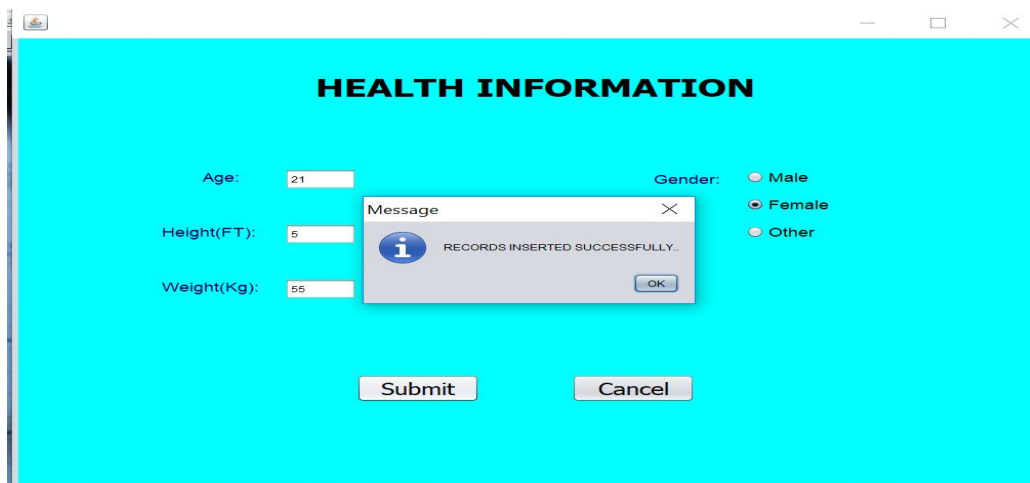 HEALTH INFORMATION
Age: 21
Gender: Male
Female
Other
Message
RECORDS INSERTED SUCCESSFULLY..
OK
Height(FT): 5
Weight(Kg): 55
Submit Cancel